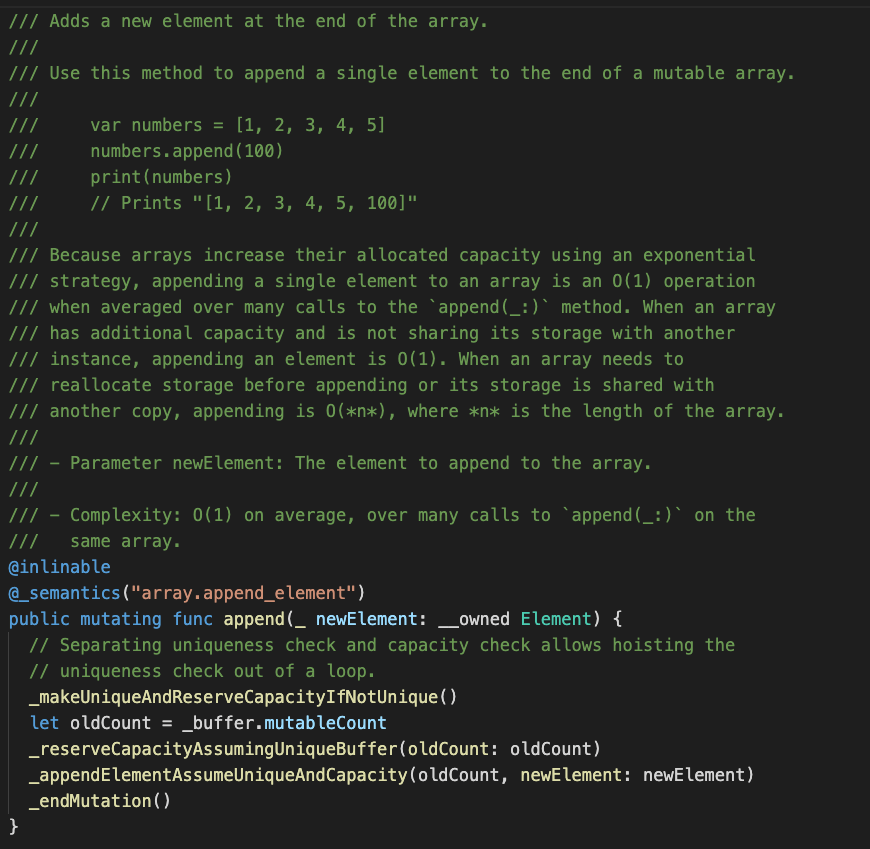 /// Adds a new element at the end of the array.
///
/// Use this method to append a single element to the end of a mutable array.
///
///     var numbers = [1, 2, 3, 4, 5]
///     numbers.append(100)
///     print(numbers)
///     // Prints "[1, 2, 3, 4, 5, 100]"
///
/// Because arrays increase their allocated capacity using an exponential
/// strategy, appending a single element to an array is an O(1) operation
/// when averaged over many calls to the `append(_:)` method. When an array
/// has additional capacity and is not sharing its storage with another
/// instance, appending an element is O(1). When an array needs to
/// reallocate storage before appending or its storage is shared with
/// another copy, appending is O(*n*), where *n* is the length of the array.
///
/// - Parameter newElement: The element to append to the array.
///
/// - Complexity: O(1) on average, over many calls to `append(_:)` on the
///   same array.
@inlinable
@_semantics("array.append_element")
public mutating func append(_ newElement: __owned Element) {
  // Separating uniqueness check and capacity check allows hoisting the
  // uniqueness check out of a loop.
  _makeUniqueAndReserveCapacityIfNotUnique()
  let oldCount = _buffer.mutableCount
  _reserveCapacityAssumingUniqueBuffer(oldCount: oldCount)
  _appendElementAssumeUniqueAndCapacity(oldCount, newElement: newElement)
  _endMutation()
}